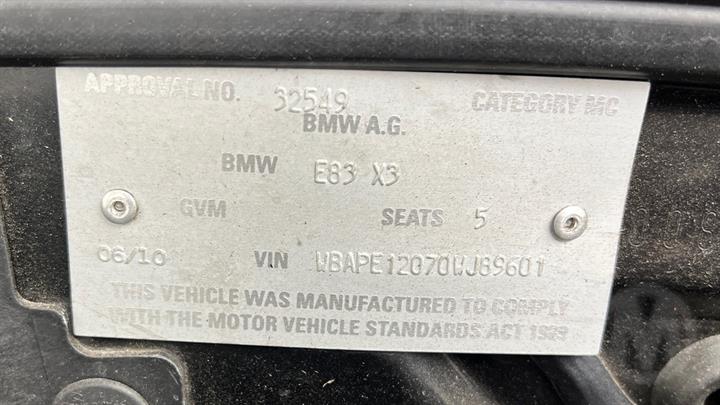 APPROVAL NO. 32549 CATEGORY MC
BMW A.G.
BMW E83 X3
GVM SEATS 5
06/10 VIN WBAPE12070WJ89601
THIS VEHICLE WAS MANUFACTURED TO COMPLY
WITH THE MOTOR VEHICLE STANDARDS ACT 1989